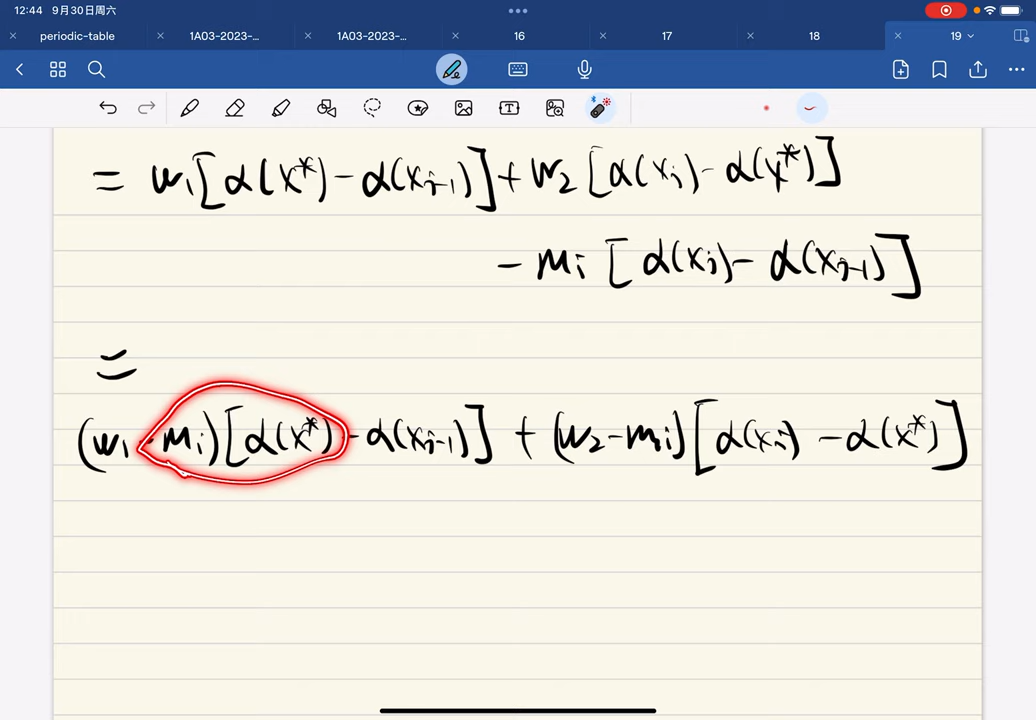 12:44 9月30日周六
periodic-table 1A03-2023-... 1A03-2023-... 16 17 18 19
= w₁[α(x*)-α(xᵢ₋₁)]+w₂[α(xᵢ)-α(x*)]
-mᵢ[α(xᵢ)-α(xᵢ₋₁)]
=
(w₁-mᵢ)[α(x*)-α(xᵢ₋₁)]+(w₂-mᵢ)[α(xᵢ)-α(x*)]